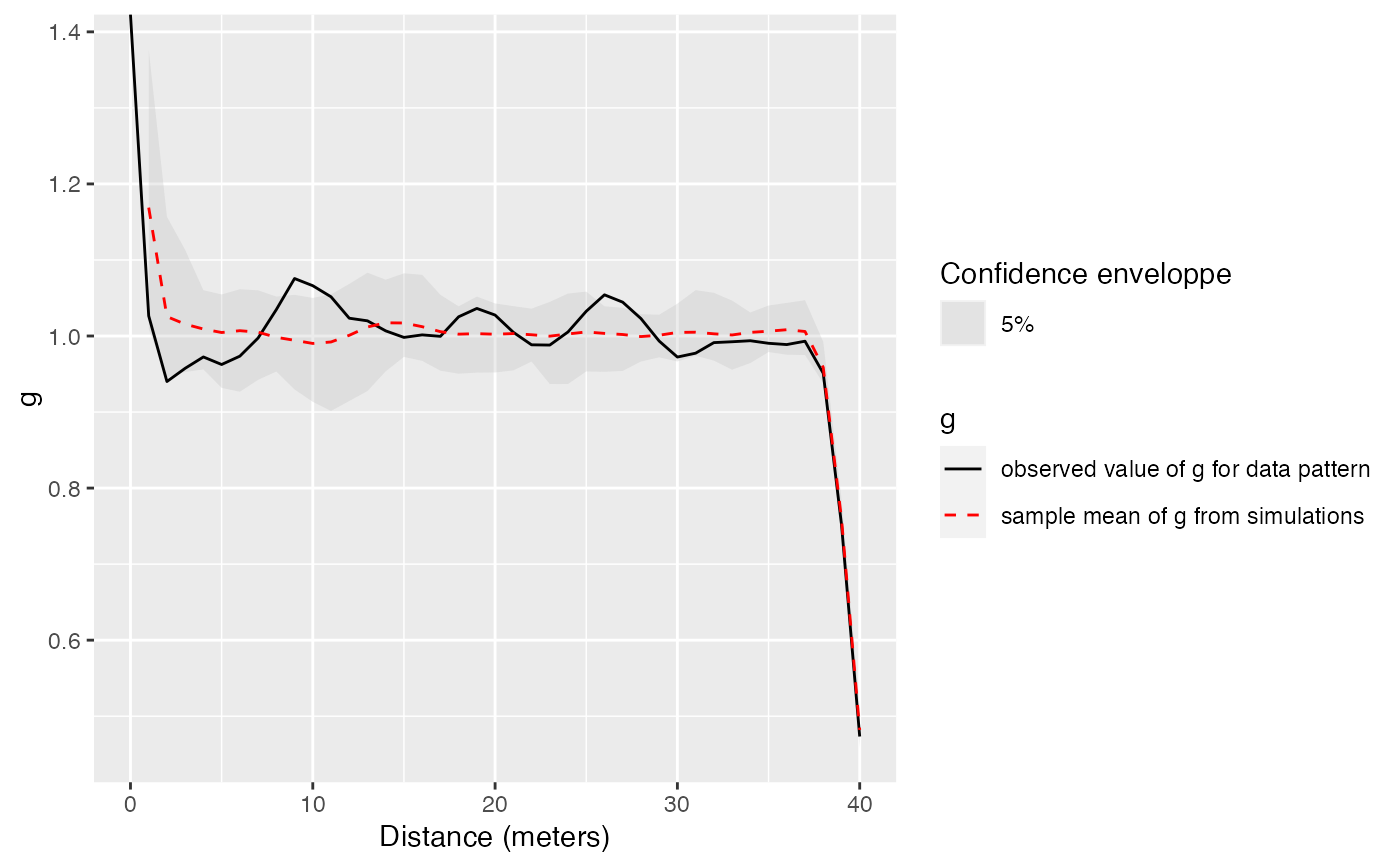 1.4
1.2
1.0
0.8
0.6
g
0
10
20
30
40
Distance (meters)
Confidence enveloppe
5%
g
observed value of g for data pattern
sample mean of g from simulations